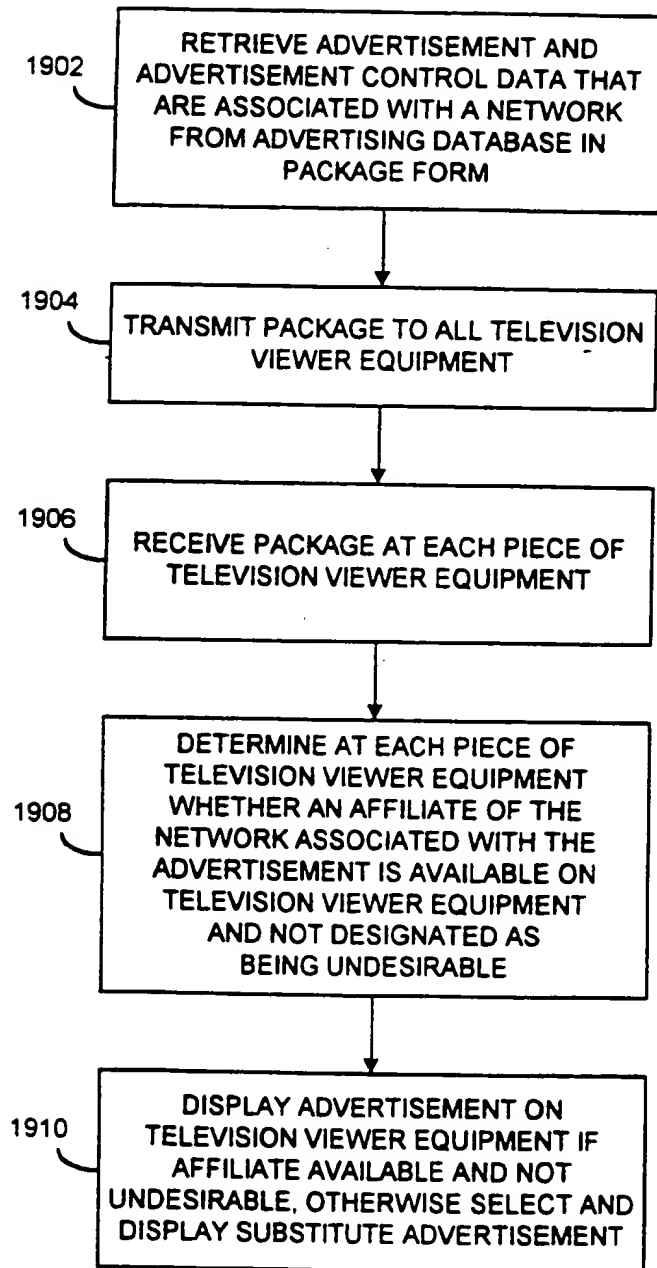 1902
RETRIEVE ADVERTISEMENT AND
ADVERTISEMENT CONTROL DATA THAT
ARE ASSOCIATED WITH A NETWORK
FROM ADVERTISING DATABASE IN
PACKAGE FORM
1904
TRANSMIT PACKAGE TO ALL TELEVISION
VIEWER EQUIPMENT
1906
RECEIVE PACKAGE AT EACH PIECE OF
TELEVISION VIEWER EQUIPMENT
1908
DETERMINE AT EACH PIECE OF
TELEVISION VIEWER EQUIPMENT
WHETHER AN AFFILIATE OF THE
NETWORK ASSOCIATED WITH THE
ADVERTISEMENT IS AVAILABLE ON
TELEVISION VIEWER EQUIPMENT
AND NOT DESIGNATED AS
BEING UNDESIRABLE
1910
DISPLAY ADVERTISEMENT ON
TELEVISION VIEWER EQUIPMENT IF
AFFILIATE AVAILABLE AND NOT
UNDESIRABLE, OTHERWISE SELECT AND
DISPLAY SUBSTITUTE ADVERTISEMENT